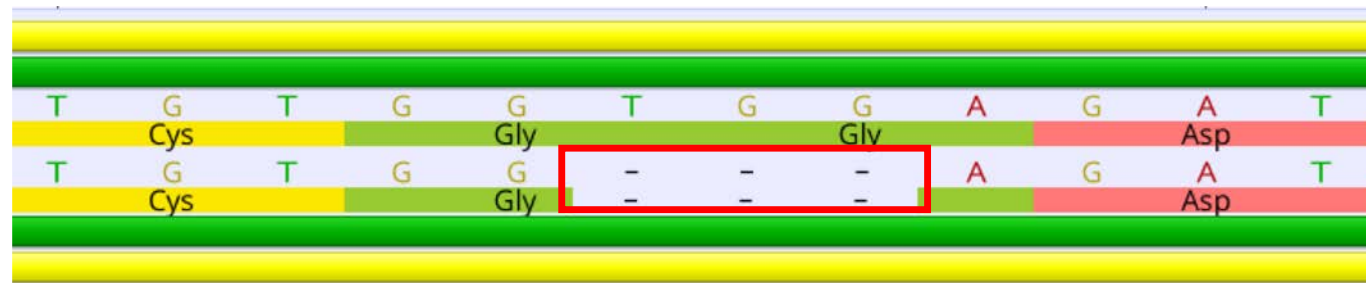 T G T G G T G G A G A T
Cys Gly Gly Asp
T G T G G - - - A G A T
Cys Gly - - - Asp